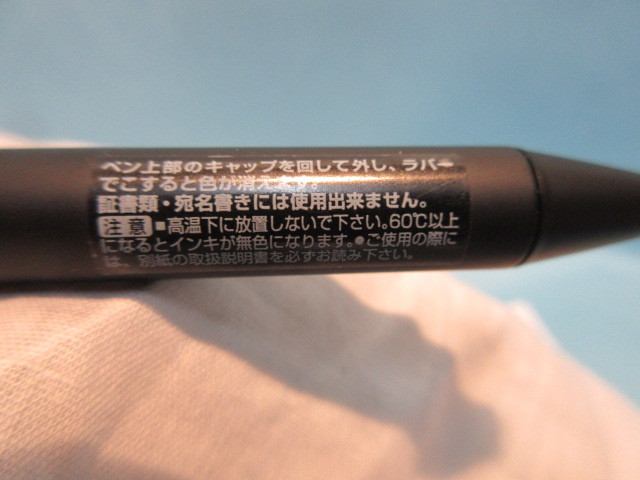 ペン上部のキャップを回して外し、ラバー
でこすると色が消えます。
証書類・宛名書きには使用出来ません。
注意 ■高温下に放置しないで下さい。60℃以上
になるとインキが無色になります。●ご使用の際に
は、別紙の取扱説明書を必ずお読み下さい。